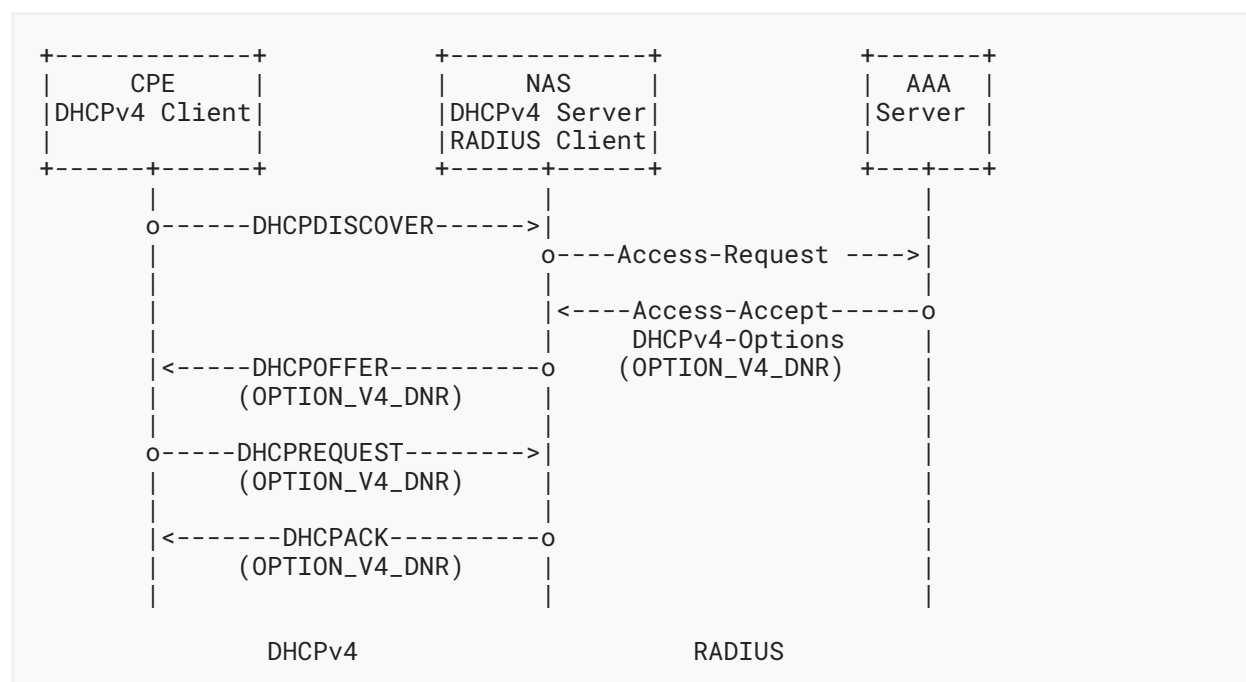 +-------------+           +-------------+             +-------+
|     CPE     |           |     NAS     |             |  AAA  |
|DHCPv4 Client|           |DHCPv4 Server|             |Server |
|             |           |RADIUS Client|             |       |
+------+------+           +------+------+             +---+---+
       |                         |                        |
       o------DHCPDISCOVER------>|                        |
       |                         o----Access-Request ---->|
       |                         |                        |
       |                         |<----Access-Accept------o
       |                         |     DHCPv4-Options     |
       |<-----DHCPOFFER----------o    (OPTION_V4_DNR)     |
       |     (OPTION_V4_DNR)     |                        |
       |                         |                        |
       o-----DHCPREQUEST-------->|                        |
       |     (OPTION_V4_DNR)     |                        |
       |                         |                        |
       |<-------DHCPACK----------o                        |
       |     (OPTION_V4_DNR)     |                        |
       |                         |                        |
               DHCPv4                      RADIUS